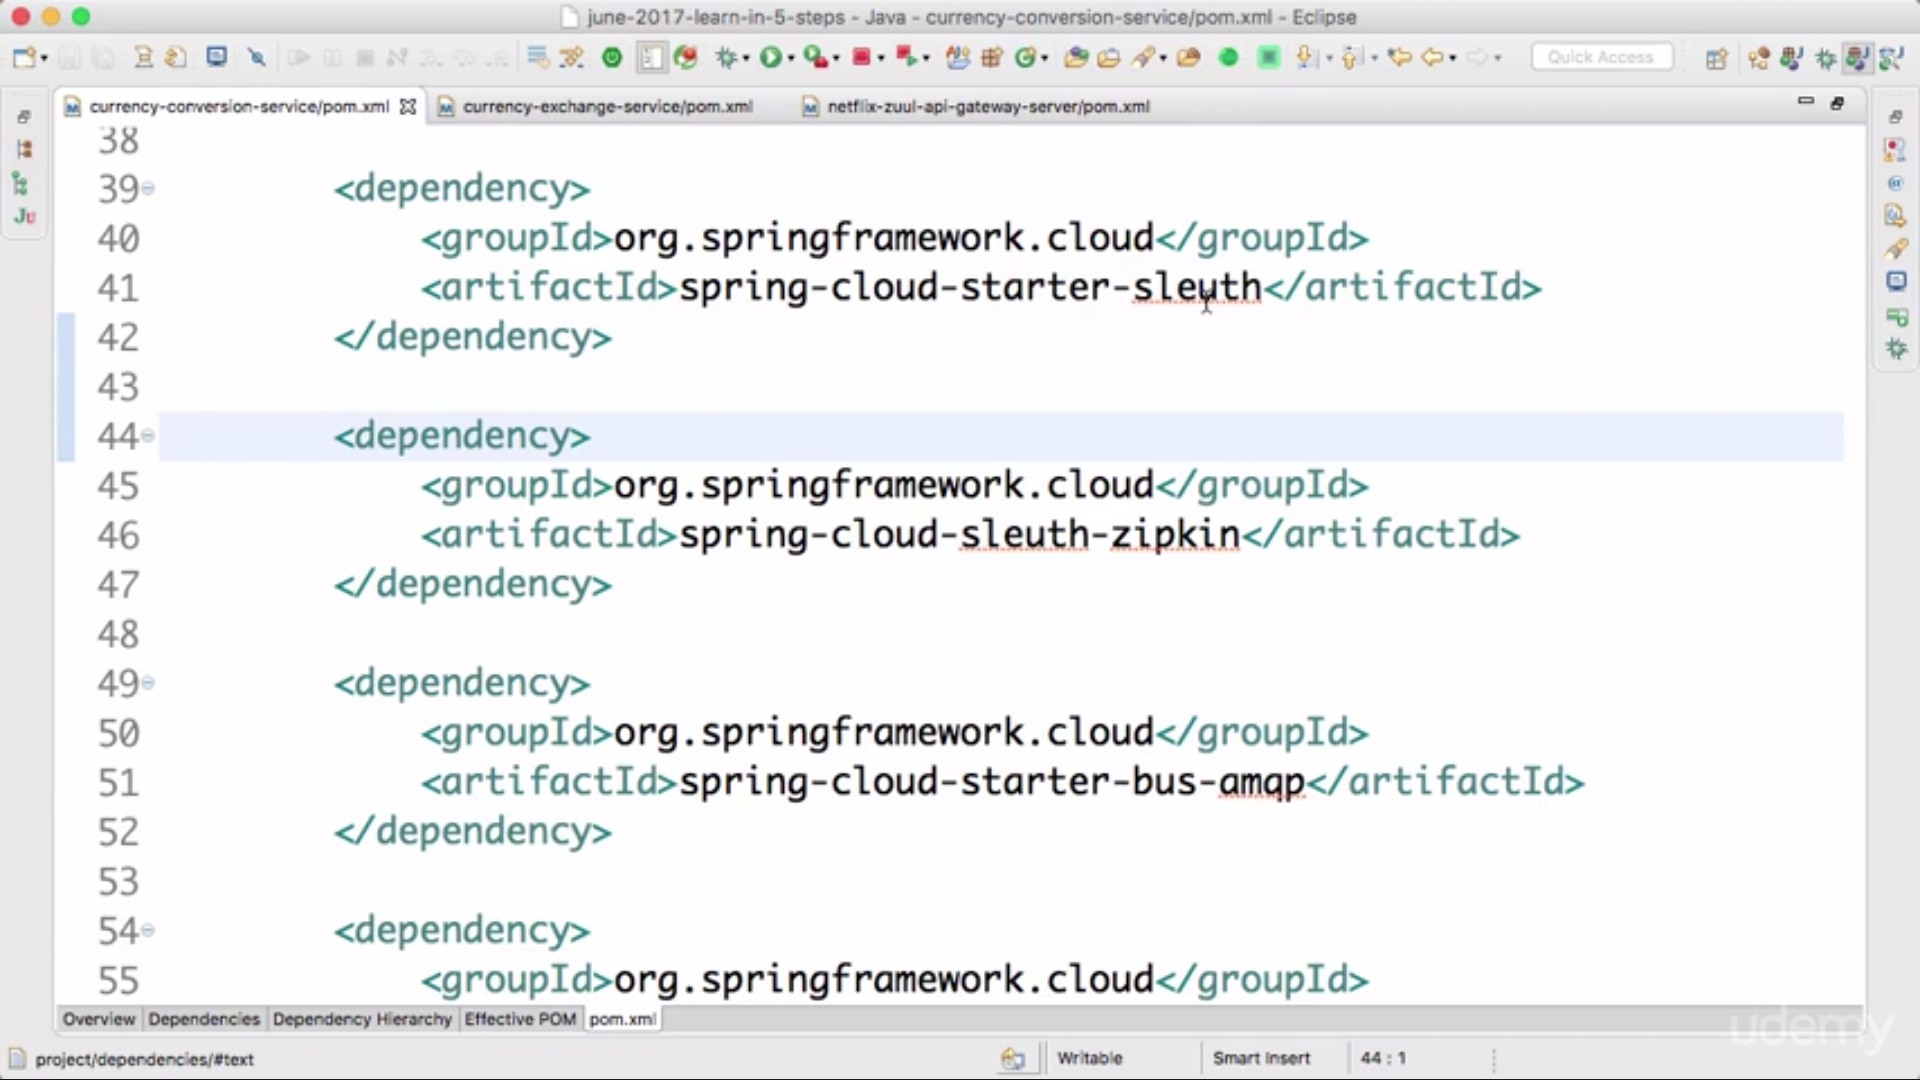 june-2017-learn-in-5-steps - Java - currency-conversion-service/pom.xml - Eclipse
Quick Access
currency-conversion-service/pom.xml
currency-exchange-service/pom.xml
netflix-zuul-api-gateway-server/pom.xml
Ju
38
39 <dependency>
40 <groupId>org.springframework.cloud</groupId>
41 <artifactId>spring-cloud-starter-sleuth</artifactId>
42 </dependency>
43
44 <dependency>
45 <groupId>org.springframework.cloud</groupId>
46 <artifactId>spring-cloud-sleuth-zipkin</artifactId>
47 </dependency>
48
49 <dependency>
50 <groupId>org.springframework.cloud</groupId>
51 <artifactId>spring-cloud-starter-bus-amqp</artifactId>
52 </dependency>
53
54 <dependency>
55 <groupId>org.springframework.cloud</groupId>
Overview Dependencies Dependency Hierarchy Effective POM pom.xml
udemy
project/dependencies/#text
Writable
Smart Insert
44 : 1